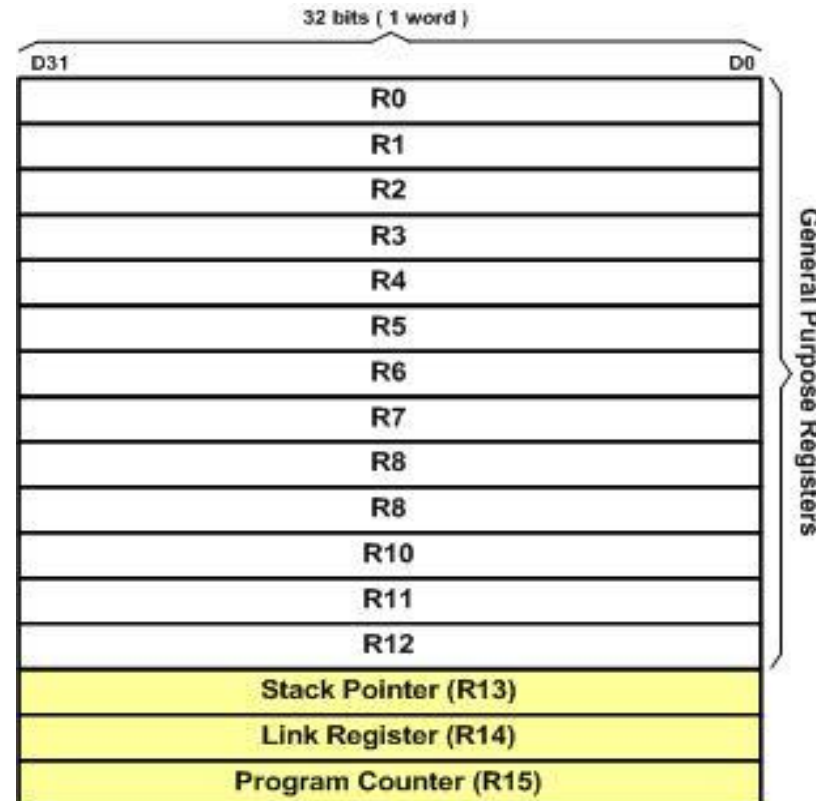 32 bits ( 1 word )
D31 D0
R0
R1
R2
R3
R4
R5
R6
R7
R8
R8
R10
R11
R12
General Purpose Registers
Stack Pointer (R13)
Link Register (R14)
Program Counter (R15)